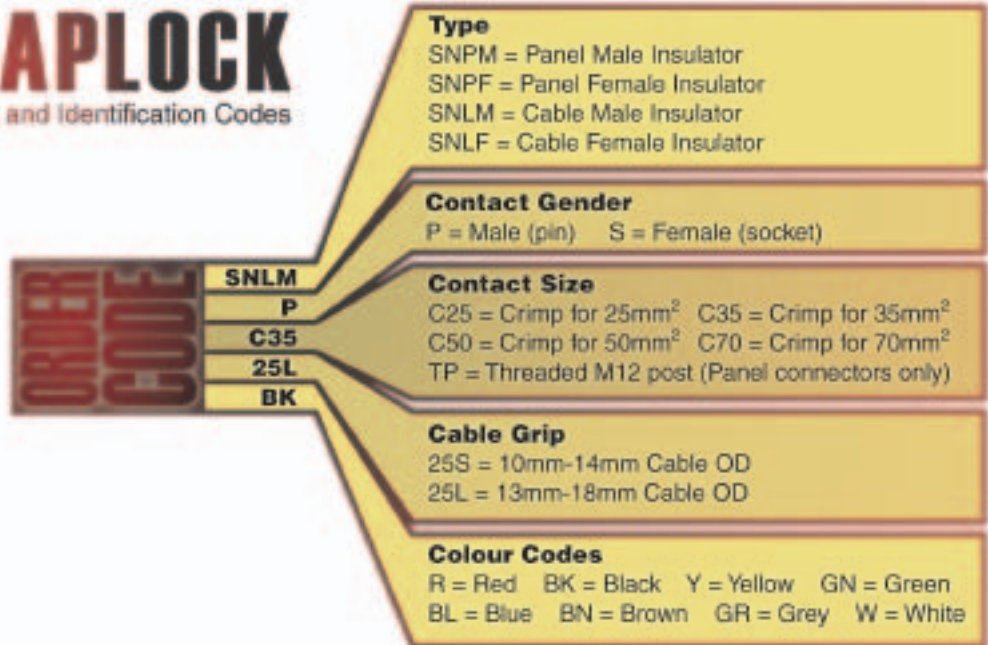 APLOCK
and Identification Codes
ORDER
CODE
SNLM
P
C35
25L
BK
Type
SNPM = Panel Male Insulator
SNPF = Panel Female Insulator
SNLM = Cable Male Insulator
SNLF = Cable Female Insulator
Contact Gender
P = Male (pin) S = Female (socket)
Contact Size
C25 = Crimp for 25mm² C35 = Crimp for 35mm²
C50 = Crimp for 50mm² C70 = Crimp for 70mm²
TP = Threaded M12 post (Panel connectors only)
Cable Grip
25S = 10mm-14mm Cable OD
25L = 13mm-18mm Cable OD
Colour Codes
R = Red BK = Black Y = Yellow GN = Green
BL = Blue BN = Brown GR = Grey W = White